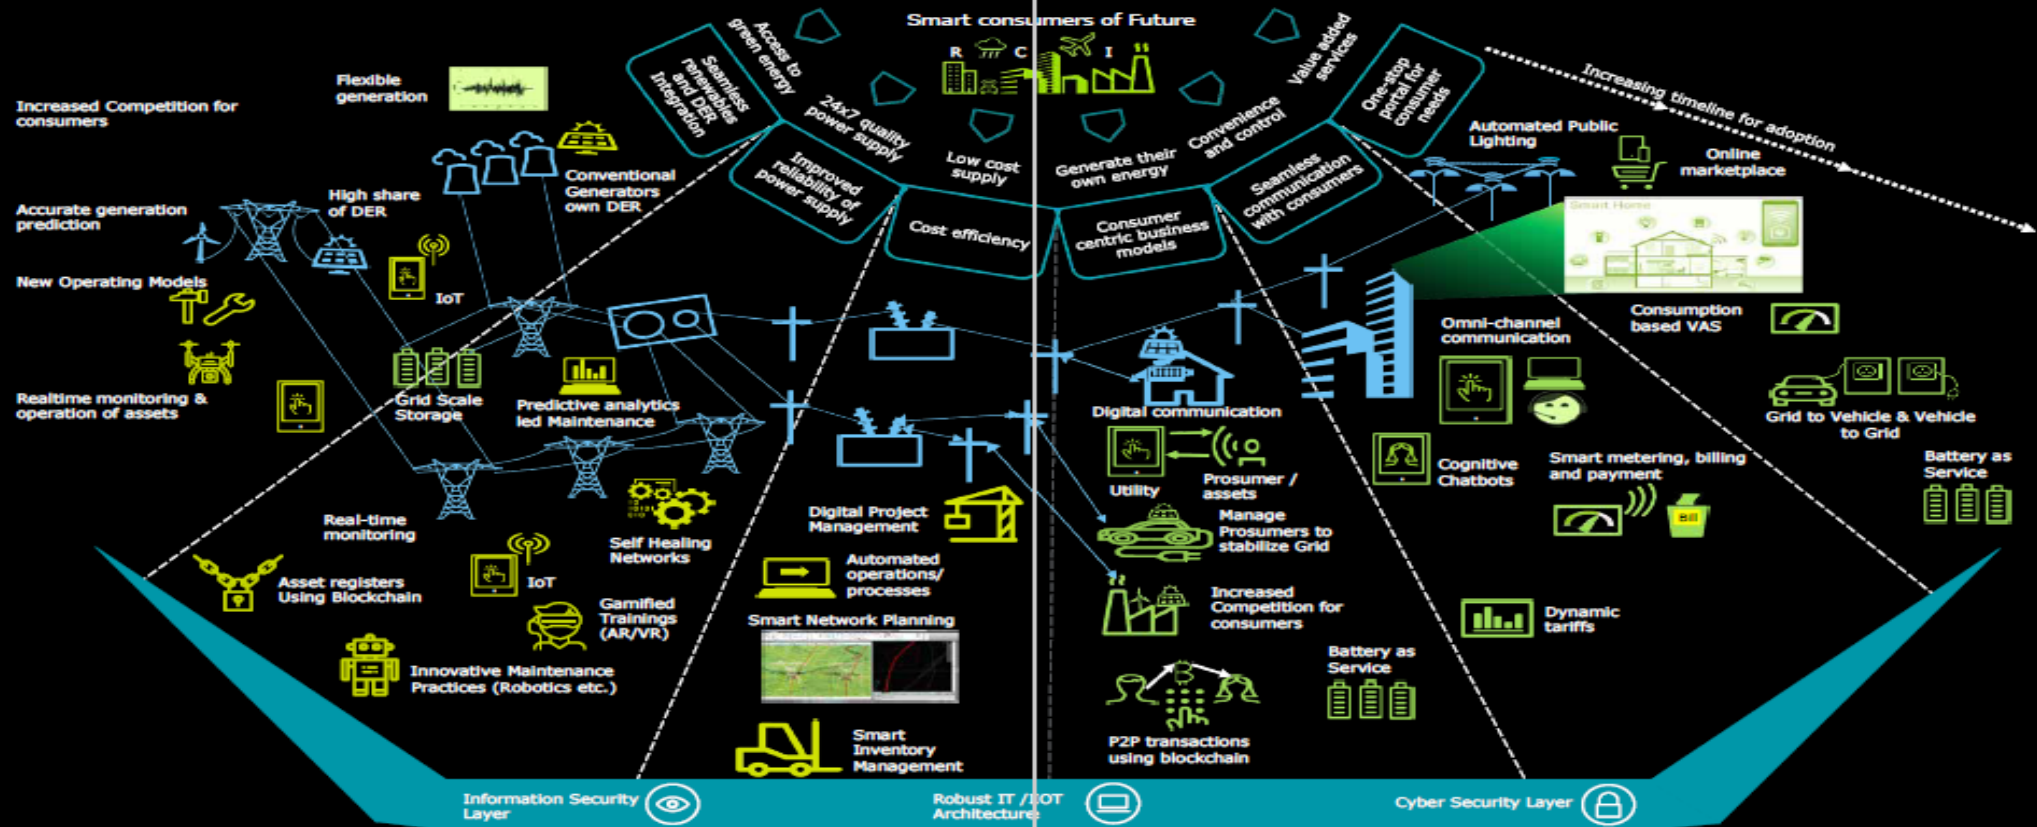 Smart consumers of Future
R C I
Access to
green energy
24x7 quality
power supply
Low cost
supply
Generate their
own energy
Convenience
and control
Value added
services
Seamless
renewables
and DER
Integration
Improved
reliability of
power supply
Cost efficiency
Consumer
centric business
models
Seamless
communication
with consumers
One-stop
portal for
consumer
needs
Increasing timeline for adoption
Increased Competition for
consumers
Flexible
generation
Conventional
Generators
own DER
High share
of DER
Accurate generation
prediction
New Operating Models
IoT
Realtime monitoring &
operation of assets
Grid Scale
Storage
Predictive analytics
led Maintenance
Real-time
monitoring
Self Healing
Networks
Asset registers
Using Blockchain
IoT
Gamified
Trainings
(AR/VR)
Innovative Maintenance
Practices (Robotics etc.)
Digital Project
Management
Automated
operations/
processes
Smart Network Planning
Smart
Inventory
Management
Digital communication
Utility
Prosumer /
assets
Manage
Prosumers to
stabilize Grid
Increased
Competition for
consumers
Battery as
Service
P2P transactions
using blockchain
Automated Public
Lighting
Online
marketplace
Smart Home
Consumption
based VAS
Omni-channel
communication
Grid to Vehicle & Vehicle
to Grid
Cognitive
Chatbots
Smart metering, billing
and payment
Bill
Battery as
Service
Dynamic
tariffs
Information Security
Layer
Robust IT /IOT
Architecture
Cyber Security Layer